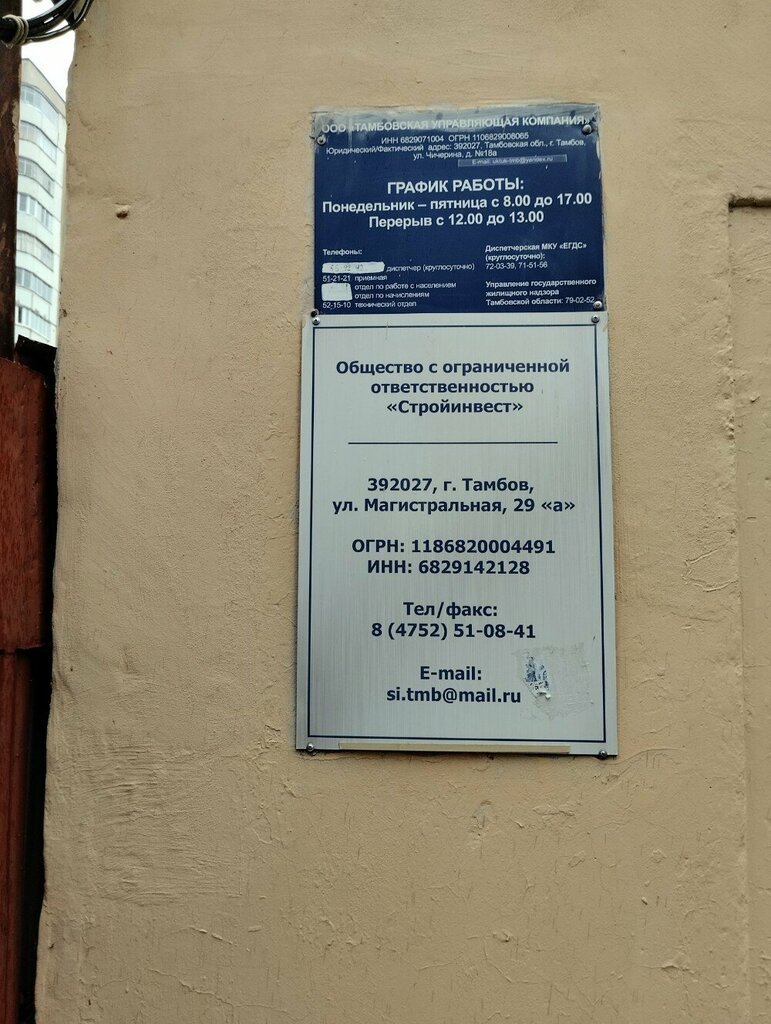 ООО «ТАМБОВСКАЯ УПРАВЛЯЮЩАЯ КОМПАНИЯ»
ИНН 6829071004 ОГРН 1106829008065
Юридический/Фактический адрес: 392027, Тамбовская обл., г. Тамбов,
ул. Чичерина, д. №18а
E-mail: uktuk-tmb@yandex.ru
ГРАФИК РАБОТЫ:
Понедельник – пятница с 8.00 до 17.00
Перерыв с 12.00 до 13.00
Телефоны:
диспетчер (круглосуточно)
51-21-21 приемная
отдел по работе с населением
отдел по начислениям
52-15-10 технический отдел
Диспетчерская МКУ «ЕГДС»
(круглосуточно):
72-03-39, 71-51-56
Управление государственного
жилищного надзора
Тамбовской области: 79-02-52
Общество с ограниченной
ответственностью
«Стройинвест»
392027, г. Тамбов,
ул. Магистральная, 29 «а»
ОГРН: 1186820004491
ИНН: 6829142128
Тел/факс:
8 (4752) 51-08-41
E-mail:
si.tmb@mail.ru